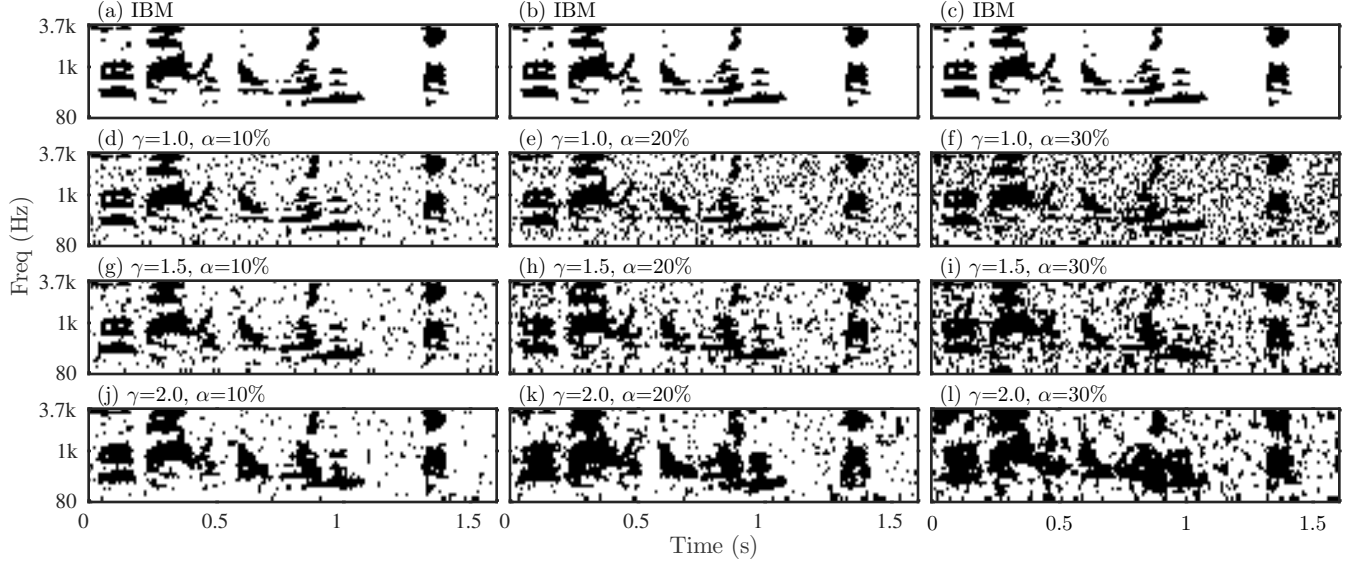 (a) IBM (b) IBM (c) IBM
3.7k
1k
80
(d) γ=1.0, α=10% (e) γ=1.0, α=20% (f) γ=1.0, α=30%
3.7k
1k
80
(g) γ=1.5, α=10% (h) γ=1.5, α=20% (i) γ=1.5, α=30%
3.7k
1k
80
(j) γ=2.0, α=10% (k) γ=2.0, α=20% (l) γ=2.0, α=30%
3.7k
1k
80
0 0.5 1 1.5 0 0.5 1 1.5 0 0.5 1 1.5
Freq (Hz)
Time (s)